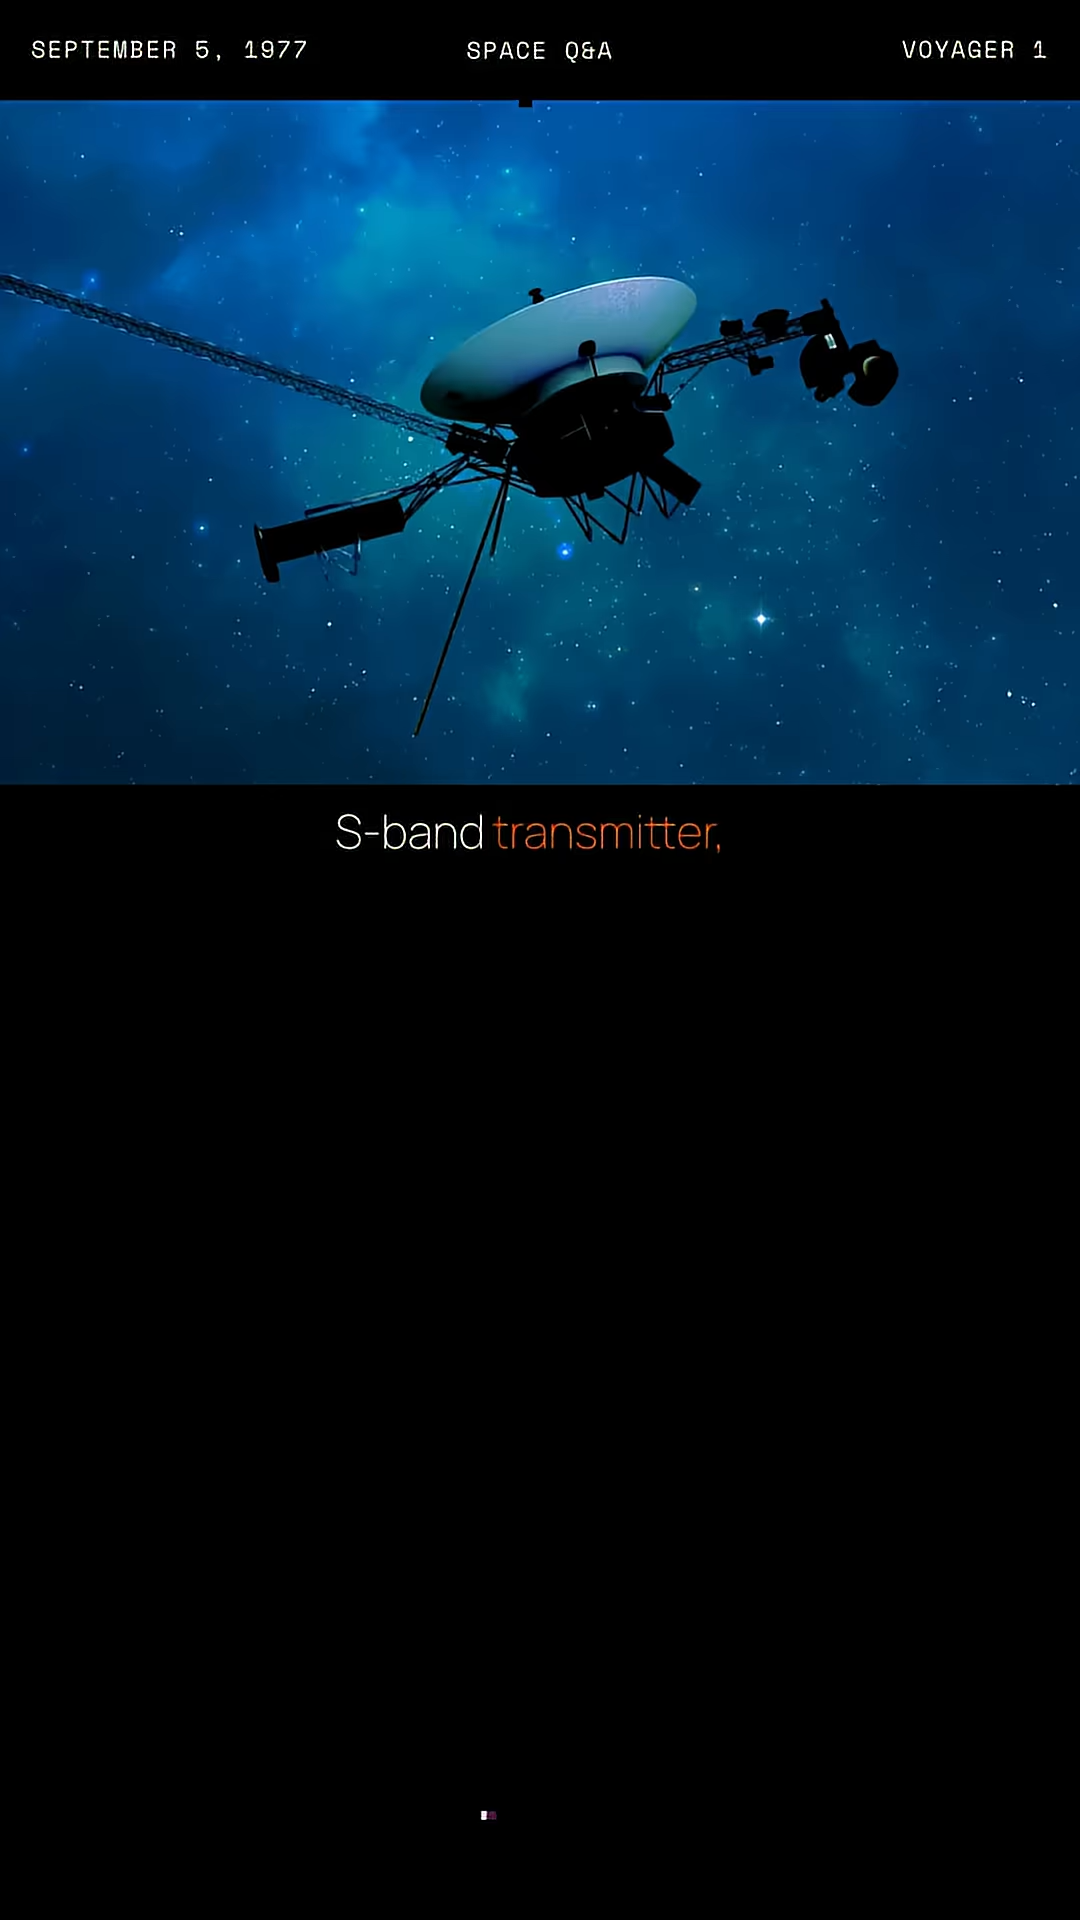 SEPTEMBER 5, 1977
SPACE Q&A
VOYAGER 1
S-band transmitter,